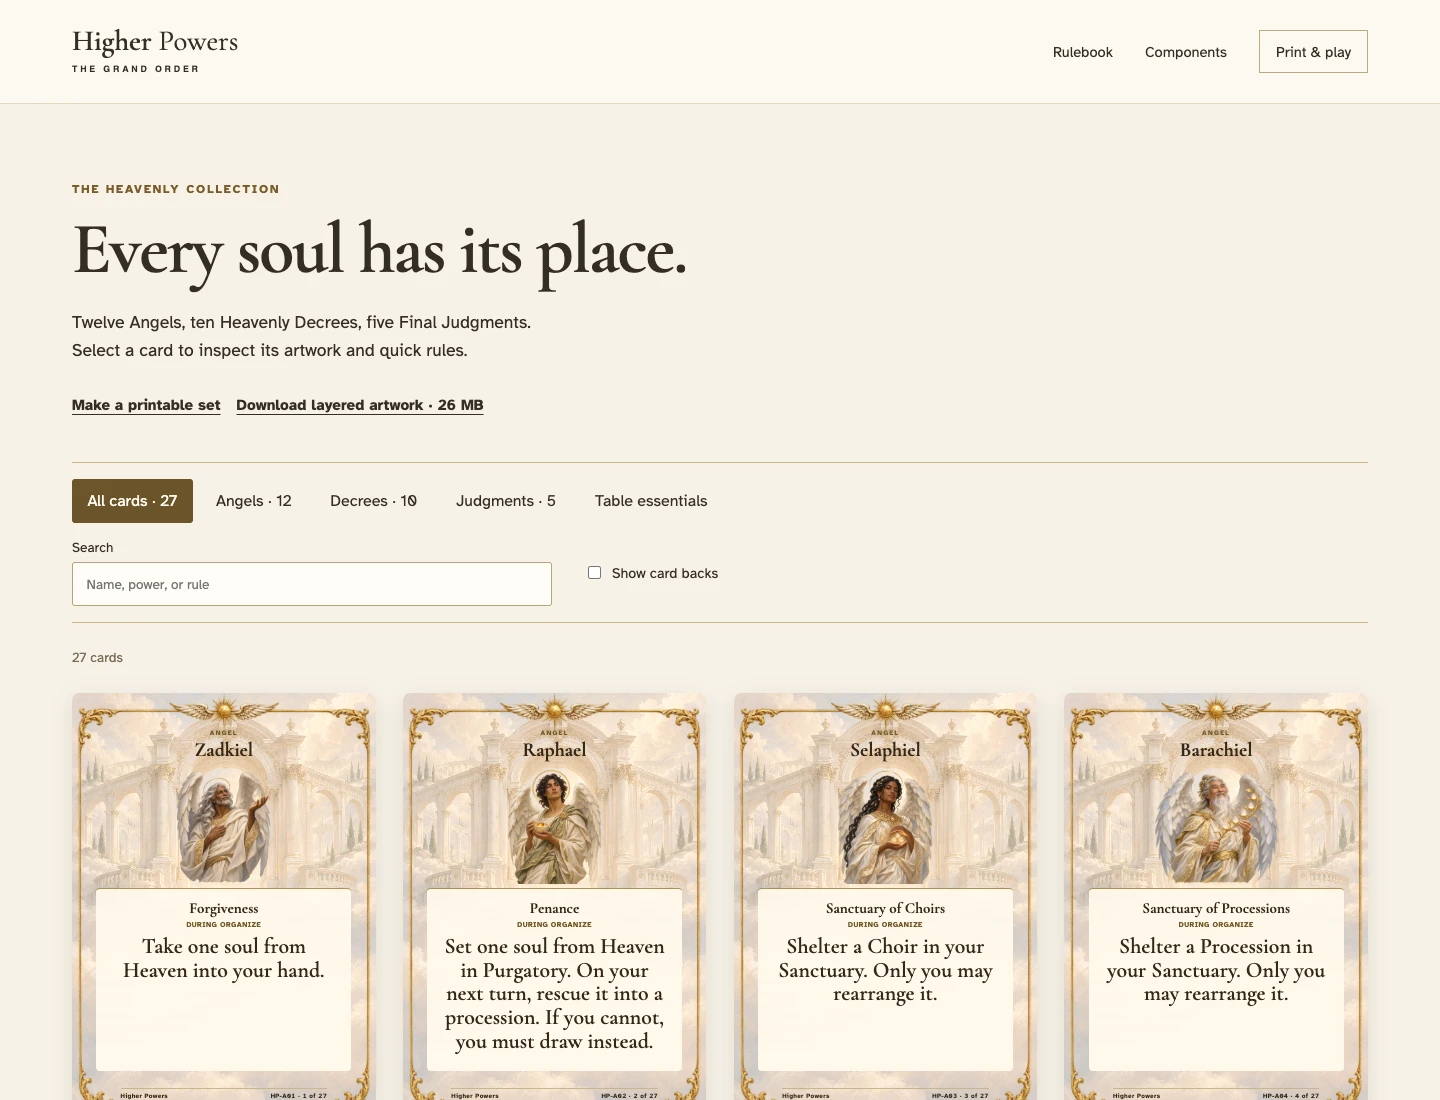 Higher Powers
THE GRAND ORDER
Rulebook
Components
Print & play
THE HEAVENLY COLLECTION
Every soul has its place.
Twelve Angels, ten Heavenly Decrees, five Final Judgments.
Select a card to inspect its artwork and quick rules.
Make a printable set
Download layered artwork · 26 MB
All cards · 27
Angels · 12
Decrees · 10
Judgments · 5
Table essentials
Search
Name, power, or rule
Show card backs
27 cards
ANGEL
Zadkiel
Forgiveness
DURING ORGANIZE
Take one soul from
Heaven into your hand.
Higher Powers
HP-A01 · 1 of 27
ANGEL
Raphael
Penance
DURING ORGANIZE
Set one soul from Heaven
in Purgatory. On your
next turn, rescue it into a
procession. If you cannot,
you must draw instead.
Higher Powers
HP-A02 · 2 of 27
ANGEL
Selaphiel
Sanctuary of Choirs
DURING ORGANIZE
Shelter a Choir in your
Sanctuary. Only you may
rearrange it.
Higher Powers
HP-A03 · 3 of 27
ANGEL
Barachiel
Sanctuary of Processions
DURING ORGANIZE
Shelter a Procession in
your Sanctuary. Only you
may rearrange it.
Higher Powers
HP-A04 · 4 of 27